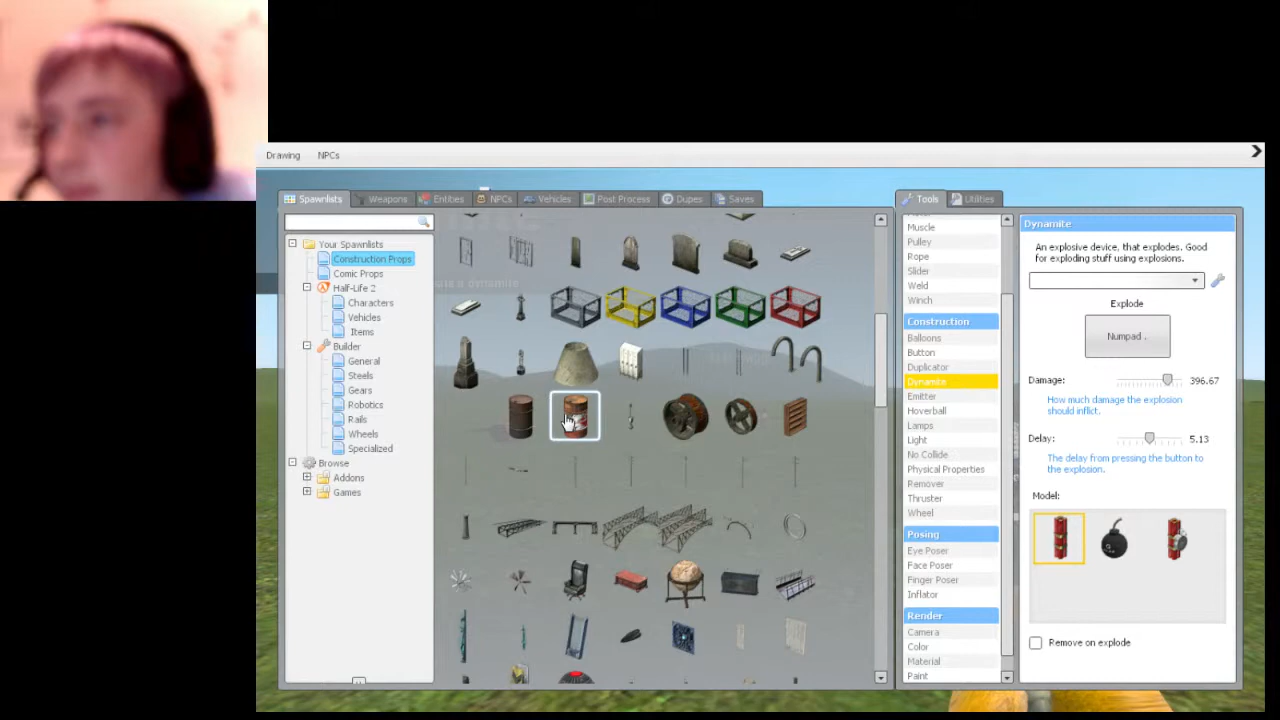 Drawing NPCs
Spawnlists Weapons Entities NPCs Vehicles Post Process Dupes Saves
Your Spawnlists
Construction Props
Comic Props
Half-Life 2
Characters
Vehicles
Items
Builder
General
Steels
Gears
Robotics
Rails
Wheels
Specialized
Browse
Addons
Games
Tools Utilities
Muscle
Pulley
Rope
Slider
Weld
Winch
Construction
Balloons
Button
Duplicator
Dynamite
Emitter
Hoverball
Lamps
Light
No Collide
Physical Properties
Remover
Thruster
Wheel
Posing
Eye Poser
Face Poser
Finger Poser
Inflator
Render
Camera
Color
Material
Paint
Dynamite
An explosive device, that explodes. Good
for exploding stuff using explosions.
Explode
Numpad .
Damage: 396.67
How much damage the explosion
should inflict.
Delay: 5.13
The delay from pressing the button to
the explosion.
Model:
Remove on explode